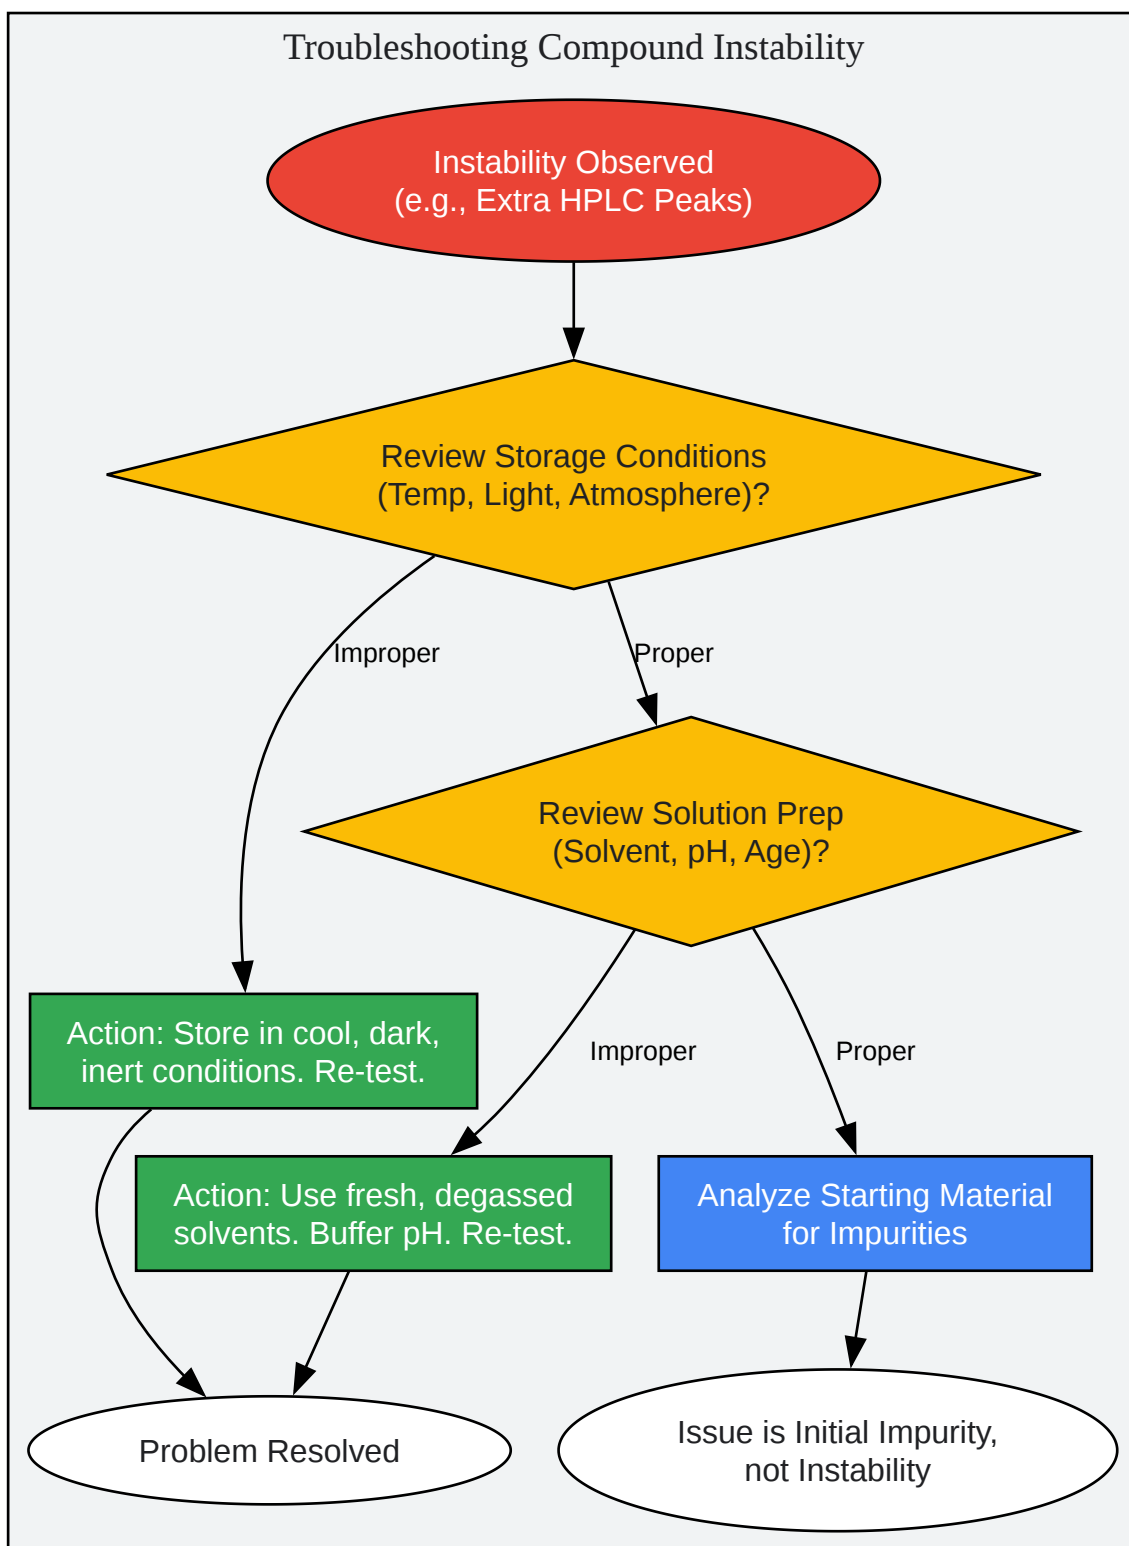 Troubleshooting Compound Instability
Instability Observed
(e.g., Extra HPLC Peaks)
Review Storage Conditions
(Temp, Light, Atmosphere)?
Improper
Proper
Review Solution Prep
(Solvent, pH, Age)?
Action: Store in cool, dark,
inert conditions. Re-test.
Improper
Proper
Action: Use fresh, degassed
solvents. Buffer pH. Re-test.
Analyze Starting Material
for Impurities
Problem Resolved
Issue is Initial Impurity,
not Instability